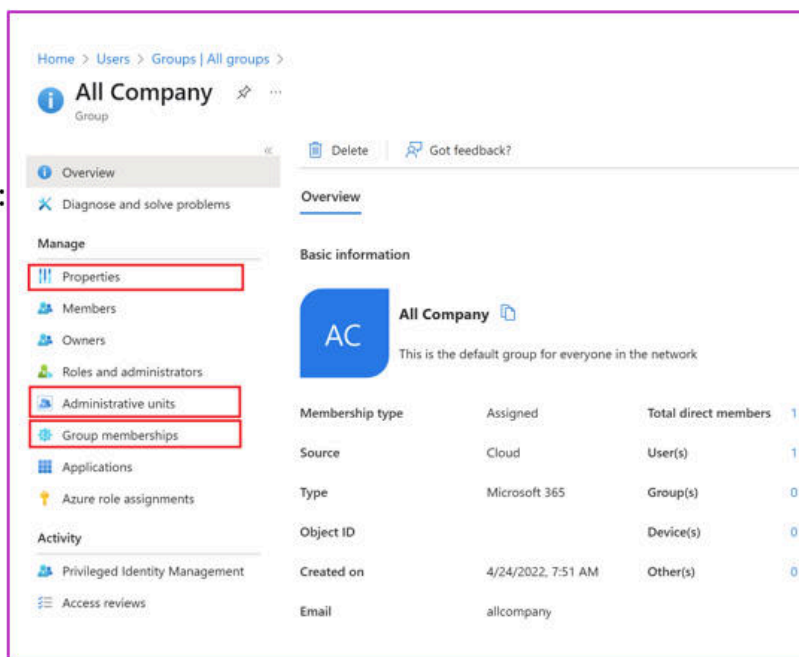 Home > Users > Groups | All groups >
All Company ...
Group
«
Delete
Got feedback?
:
Overview
Diagnose and solve problems
Manage
Properties
Members
Owners
Roles and administrators
Administrative units
Group memberships
Applications
Azure role assignments
Activity
Privileged Identity Management
Access reviews
Overview
Basic information
AC
All Company
This is the default group for everyone in the network
Membership type Assigned Total direct members 1
Source Cloud User(s) 1
Type Microsoft 365 Group(s) 0
Object ID Device(s) 0
Created on 4/24/2022, 7:51 AM Other(s) 0
Email allcompany